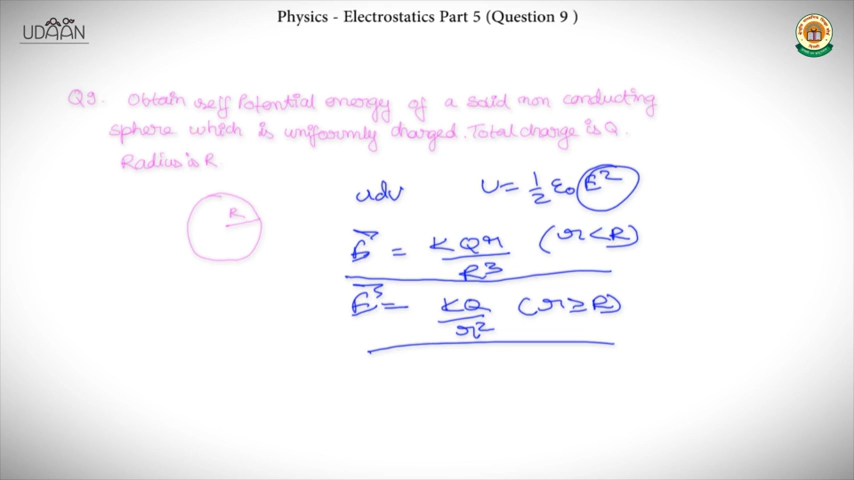 Physics - Electrostatics Part 5 (Question 9 )
UDAAN
Q9. Obtain self Potential energy of a solid non conducting
sphere which is uniformly charged. Total charge is Q.
Radius is R
R
udv U = 1/2 ε₀ E²
E⃗ = KQr/R³ (r<R)
E⃗ = KQ/r² (r≥R)